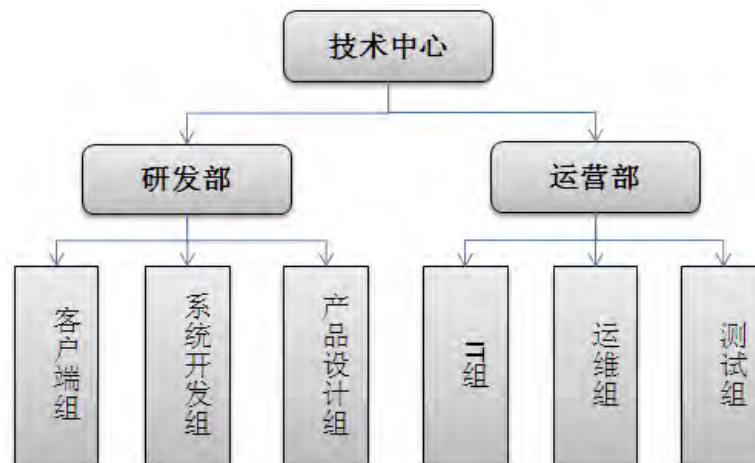 技术中心
研发部
运营部
客户端组
系统开发组
产品设计组
IT组
运维组
测试组